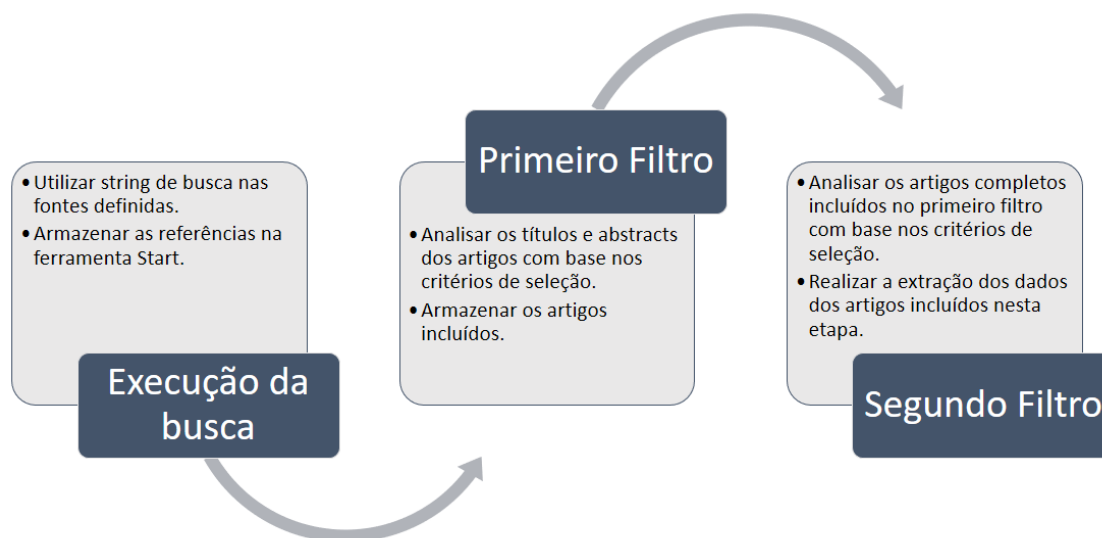 • Utilizar string de busca nas
fontes definidas.
• Armazenar as referências na
ferramenta Start.
Execução da
busca
Primeiro Filtro
• Analisar os títulos e abstracts
dos artigos com base nos
critérios de seleção.
• Armazenar os artigos
incluídos.
• Analisar os artigos completos
incluídos no primeiro filtro
com base nos critérios de
seleção.
• Realizar a extração dos dados
dos artigos incluídos nesta
etapa.
Segundo Filtro